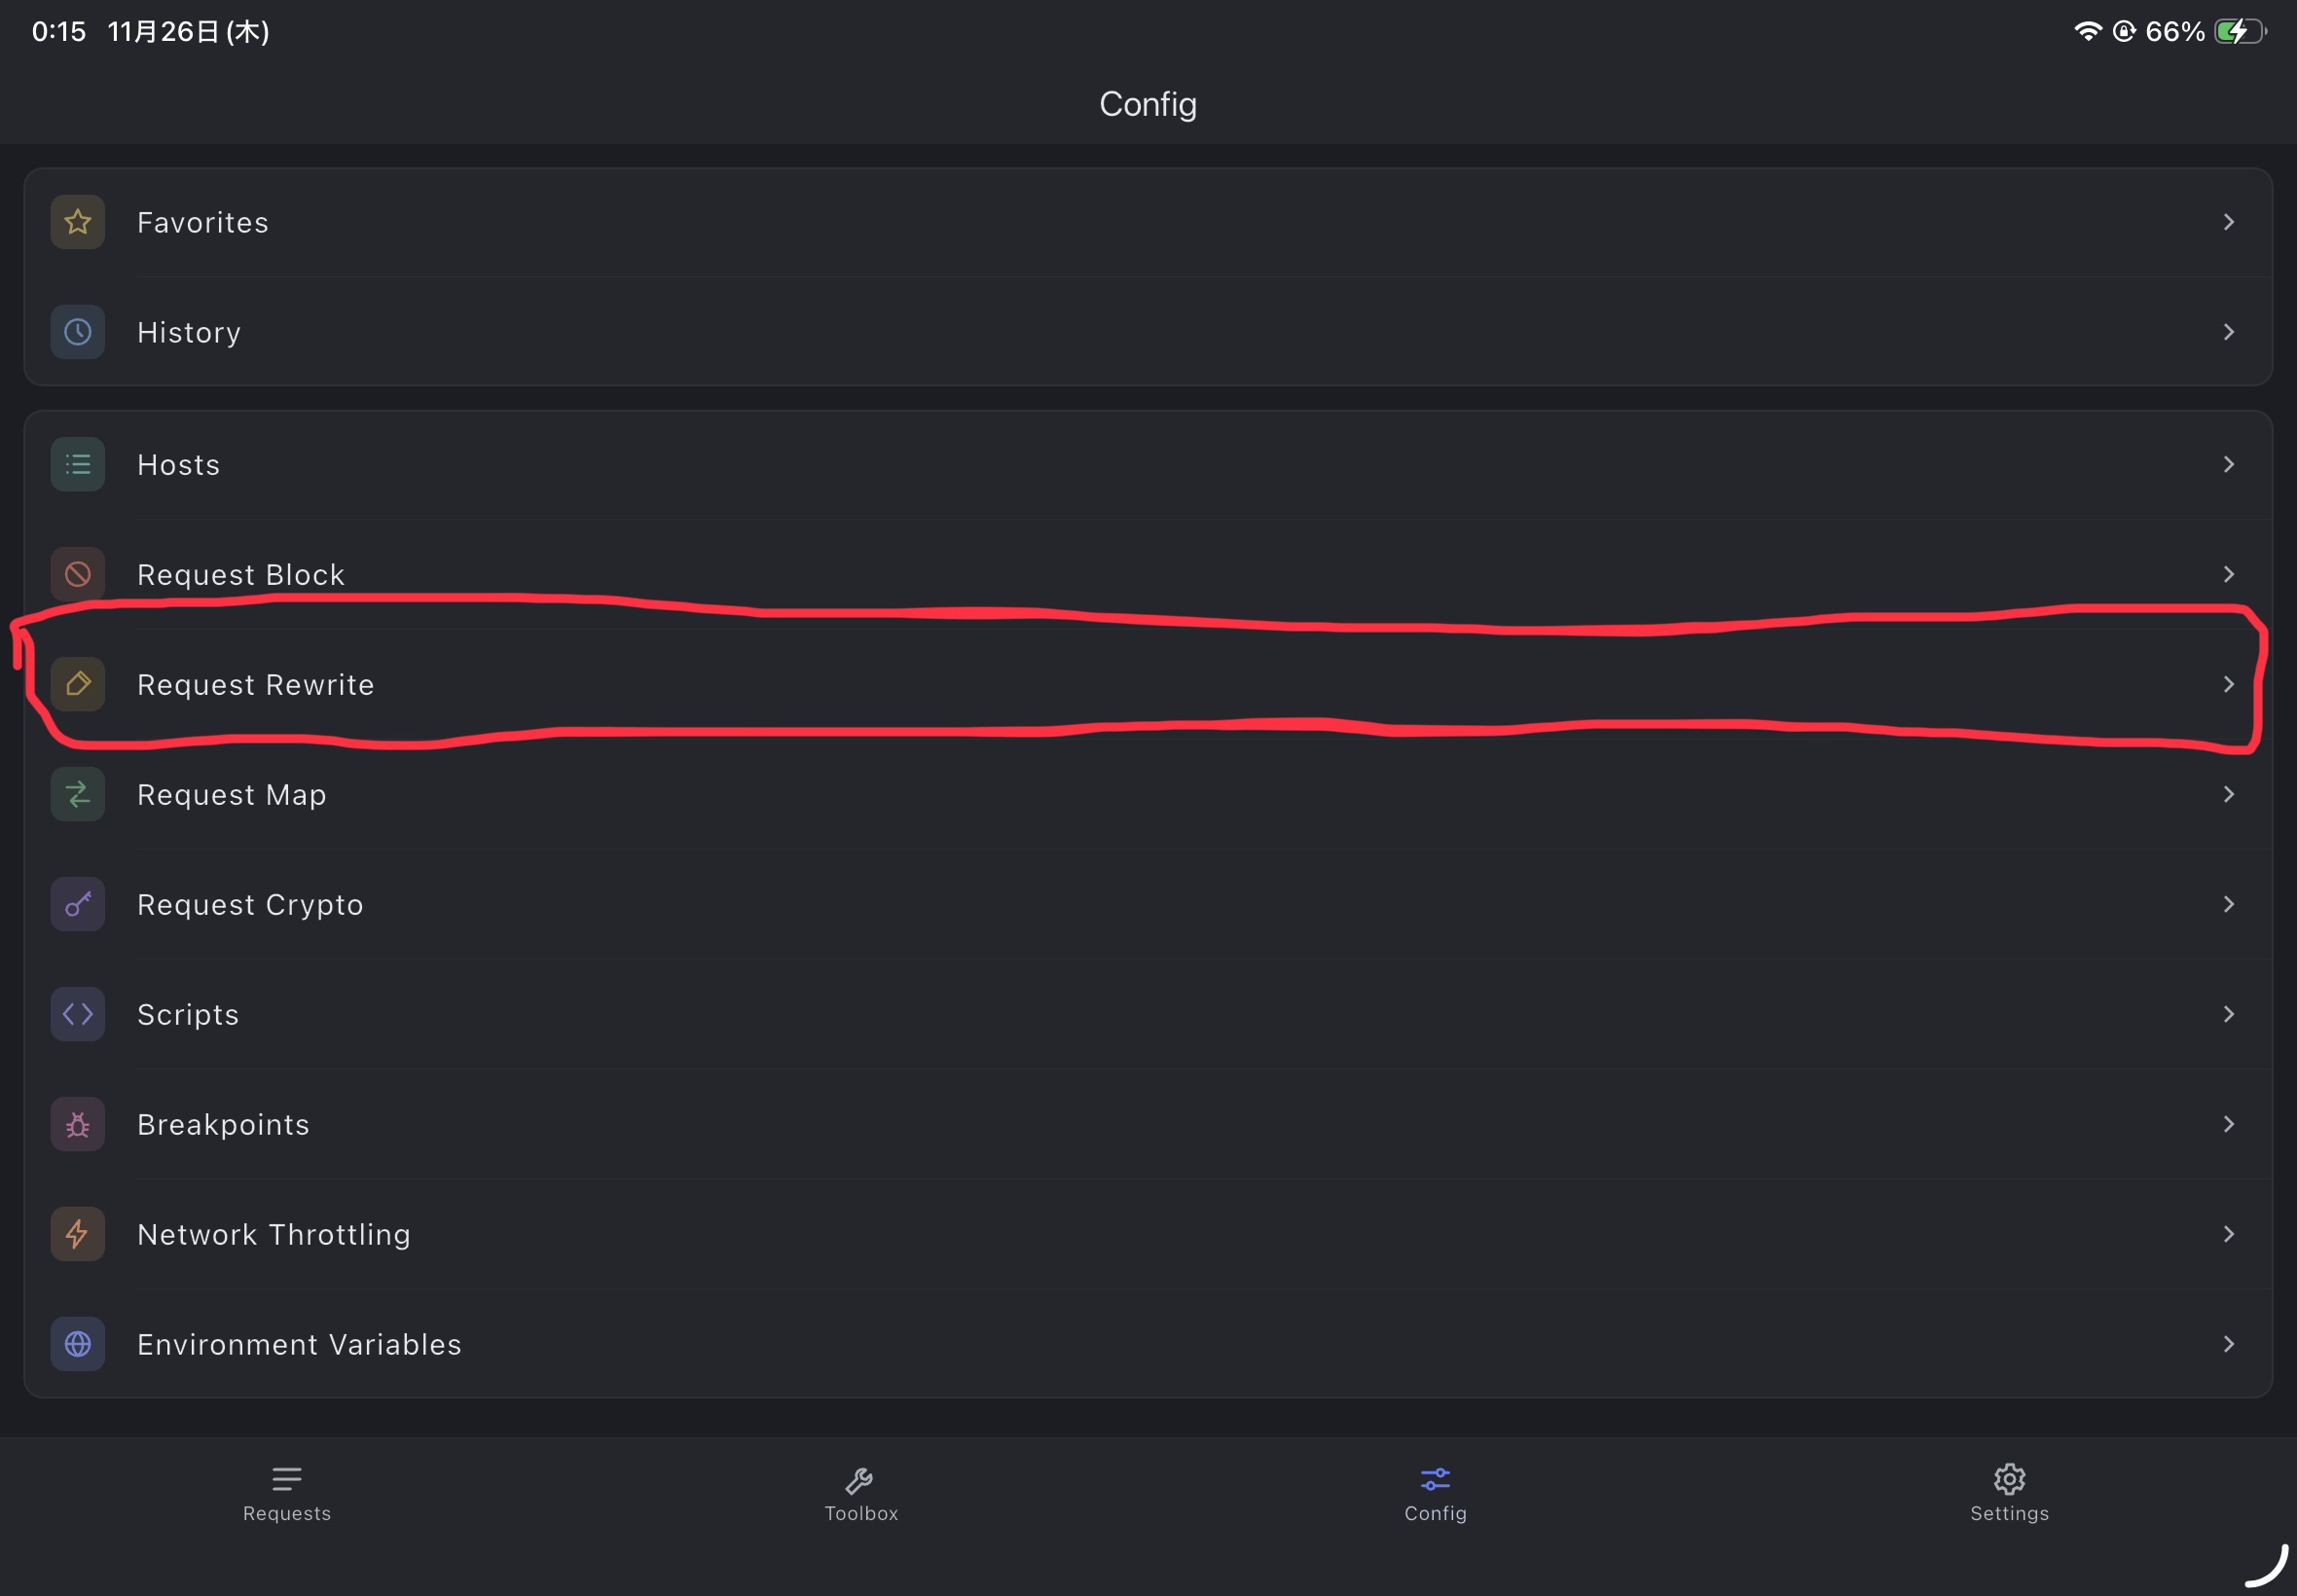 0:15 11月26日(木) 66%
Config
Favorites
History
Hosts
Request Block
Request Rewrite
Request Map
Request Crypto
Scripts
Breakpoints
Network Throttling
Environment Variables
Requests Toolbox Config Settings